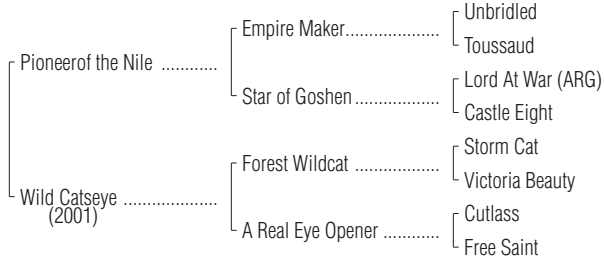 Unbridled
Empire Maker....................
Toussaud
Pioneerof the Nile ............
Lord At War (ARG)
Star of Goshen..................
Castle Eight
Storm Cat
Forest Wildcat ..................
Victoria Beauty
Wild Catseye ....................
(2001)
Cutlass
A Real Eye Opener ............
Free Saint